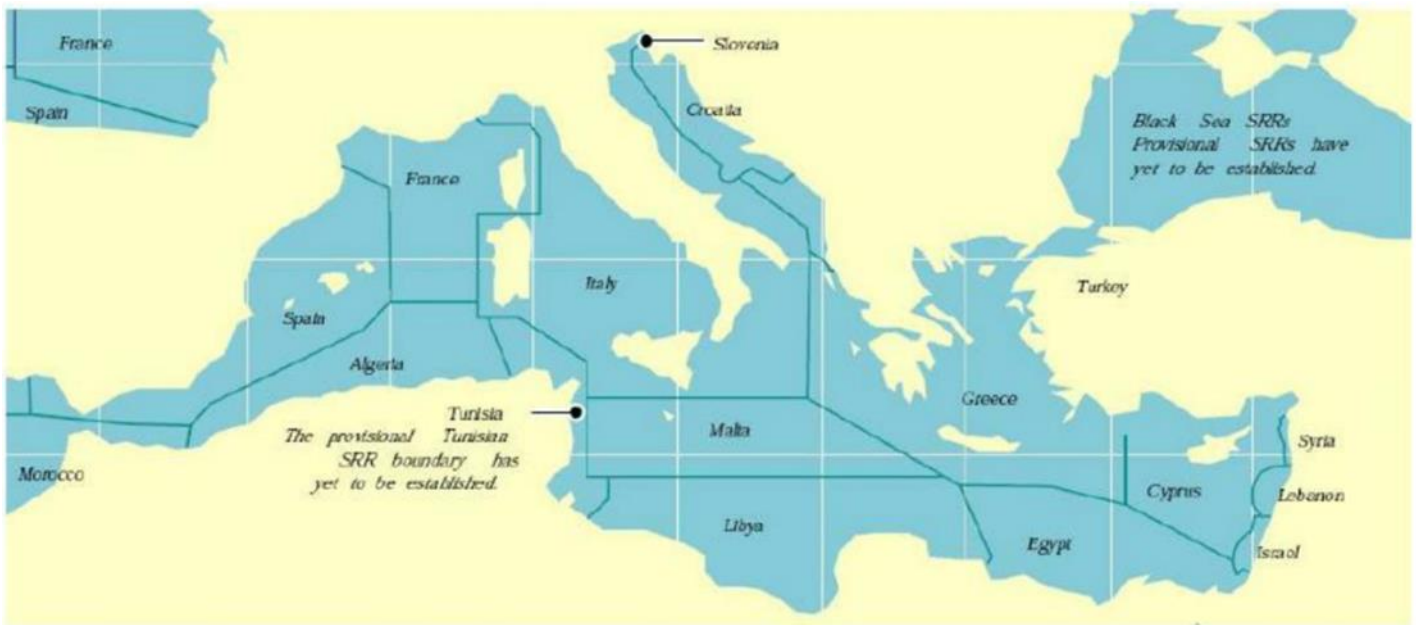 France
Spain
Slovenia
Croatia
Black Sea SRRs
Provisional SRRs have
yet to be established.
France
Italy
Turkey
Spain
Algeria
Greece
Tunisia
The provisional Tunisian
SRR boundary has
yet to be established.
Malta
Morocco
Syria
Cyprus
Lebanon
Libya
Egypt
Israel